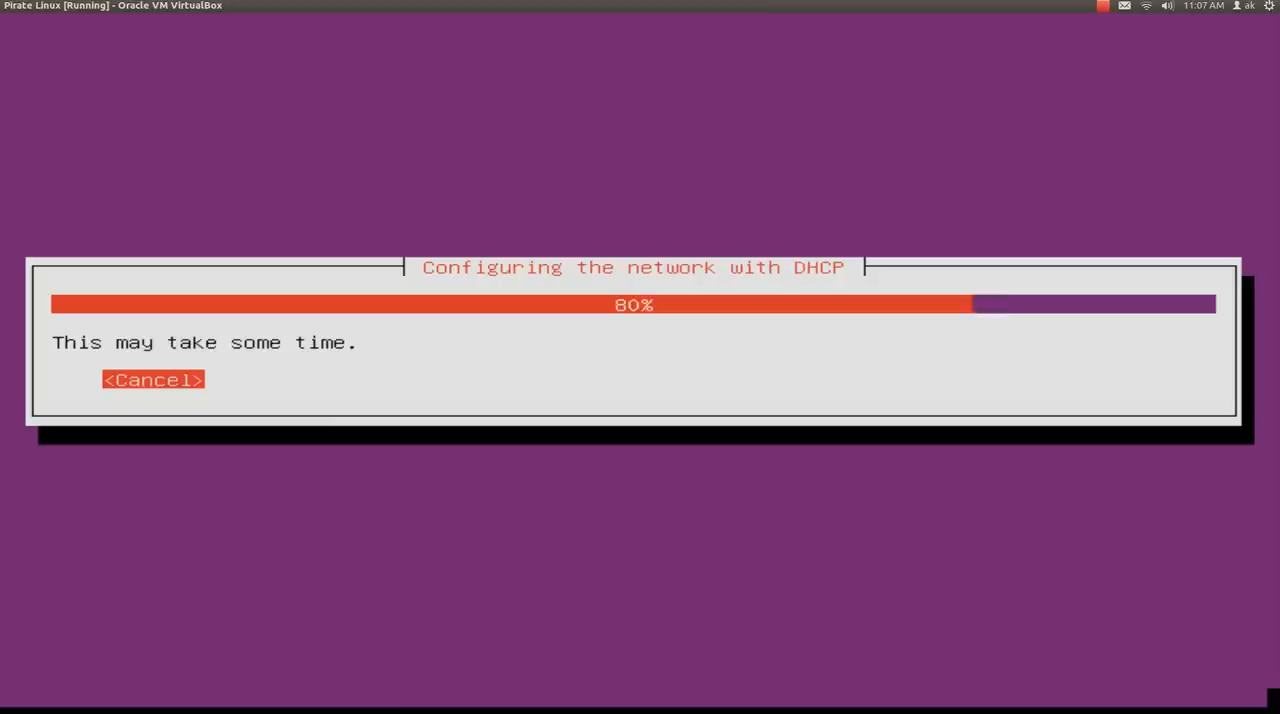 Pirate Linux [Running] - Oracle VM VirtualBox
11:07 AM ak
Configuring the network with DHCP
80%
This may take some time.
<Cancel>